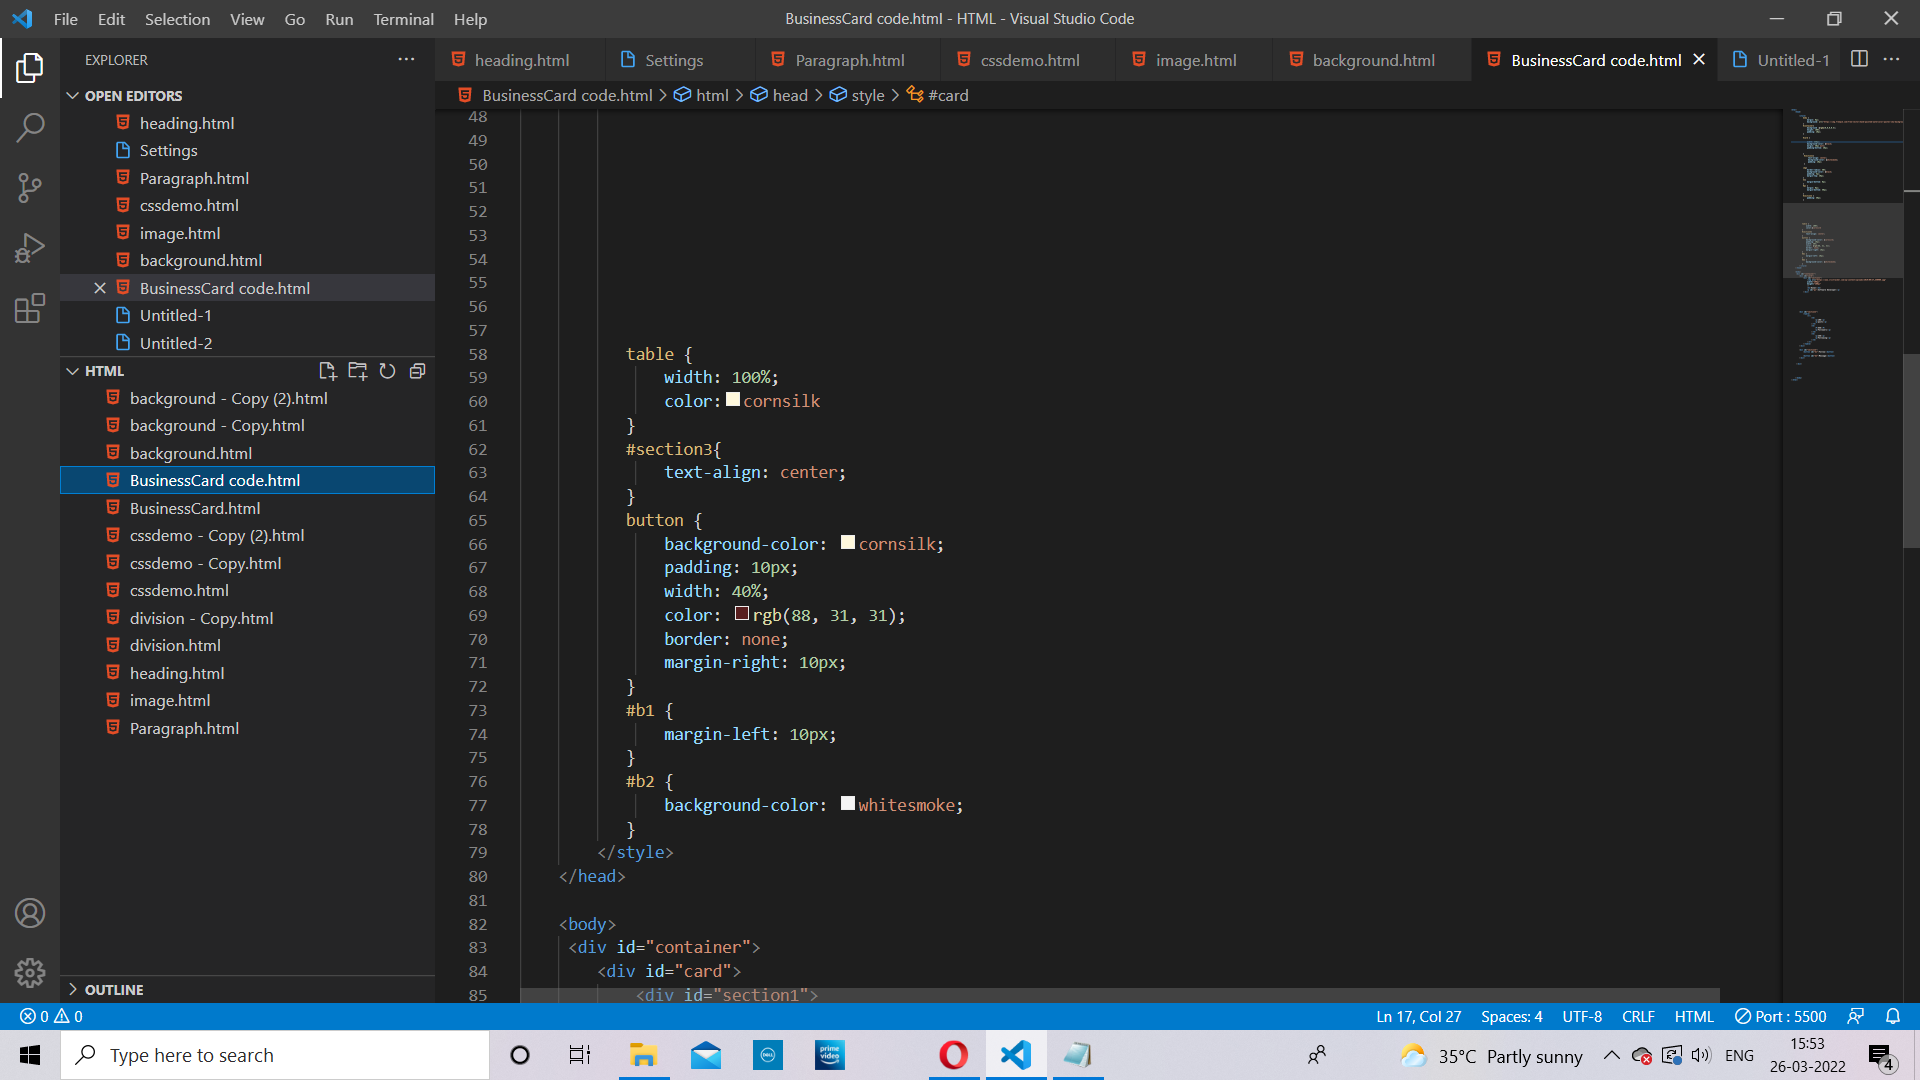 File Edit Selection View Go Run Terminal Help
BusinessCard code.html - HTML - Visual Studio Code
EXPLORER
OPEN EDITORS
heading.html
Settings
Paragraph.html
cssdemo.html
image.html
background.html
BusinessCard code.html
Untitled-1
Untitled-2
HTML
background - Copy (2).html
background - Copy.html
background.html
BusinessCard code.html
BusinessCard.html
cssdemo - Copy (2).html
cssdemo - Copy.html
cssdemo.html
division - Copy.html
division.html
heading.html
image.html
Paragraph.html
OUTLINE
heading.html Settings Paragraph.html cssdemo.html image.html background.html BusinessCard code.html Untitled-1
BusinessCard code.html > html > head > style > #card
48
49
50
51
52
53
54
55
56
57
58 table {
59 width: 100%;
60 color: cornsilk
61 }
62 #section3{
63 text-align: center;
64 }
65 button {
66 background-color: cornsilk;
67 padding: 10px;
68 width: 40%;
69 color: rgb(88, 31, 31);
70 border: none;
71 margin-right: 10px;
72 }
73 #b1 {
74 margin-left: 10px;
75 }
76 #b2 {
77 background-color: whitesmoke;
78 }
79 </style>
80 </head>
81
82 <body>
83 <div id="container">
84 <div id="card">
85 <div id="section1">
0 0 Ln 17, Col 27 Spaces: 4 UTF-8 CRLF HTML Port : 5500
Type here to search
DELL
prime video
35°C Partly sunny
ENG
15:53
26-03-2022
4